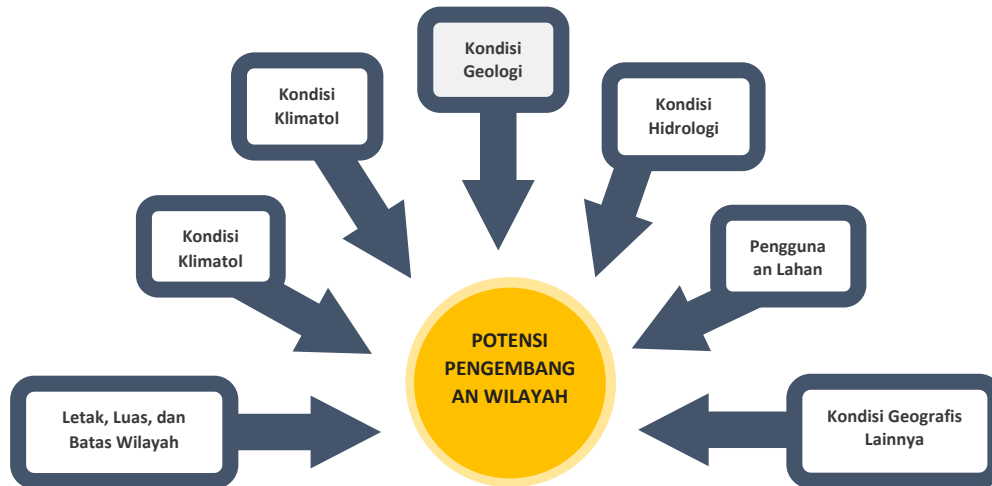 Kondisi
Geologi
Kondisi
Klimatol
Kondisi
Hidrologi
Kondisi
Klimatol
Pengguna
an Lahan
POTENSI
PENGEMBANG
AN WILAYAH
Letak, Luas, dan
Batas Wilayah
Kondisi Geografis
Lainnya